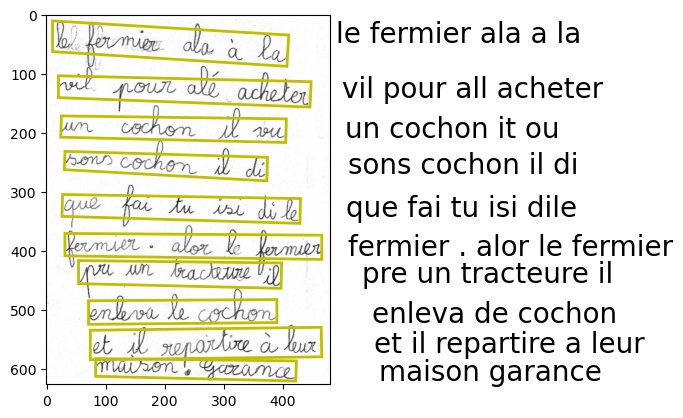 le fermier ala à la
vil pour alé acheter
un cochon il vu
sons cochon il di
que fai tu isi di le
fermier . alor le fermier
pri un tracteure il
enleva le cochon
et il repartire à leur
maison . Garance
le fermier ala a la
vil pour all acheter
un cochon it ou
sons cochon il di
que fai tu isi dile
fermier . alor le fermier
pre un tracteure il
enleva de cochon
et il repartire a leur
maison garance
0
100
200
300
400
500
600
0 100 200 300 400